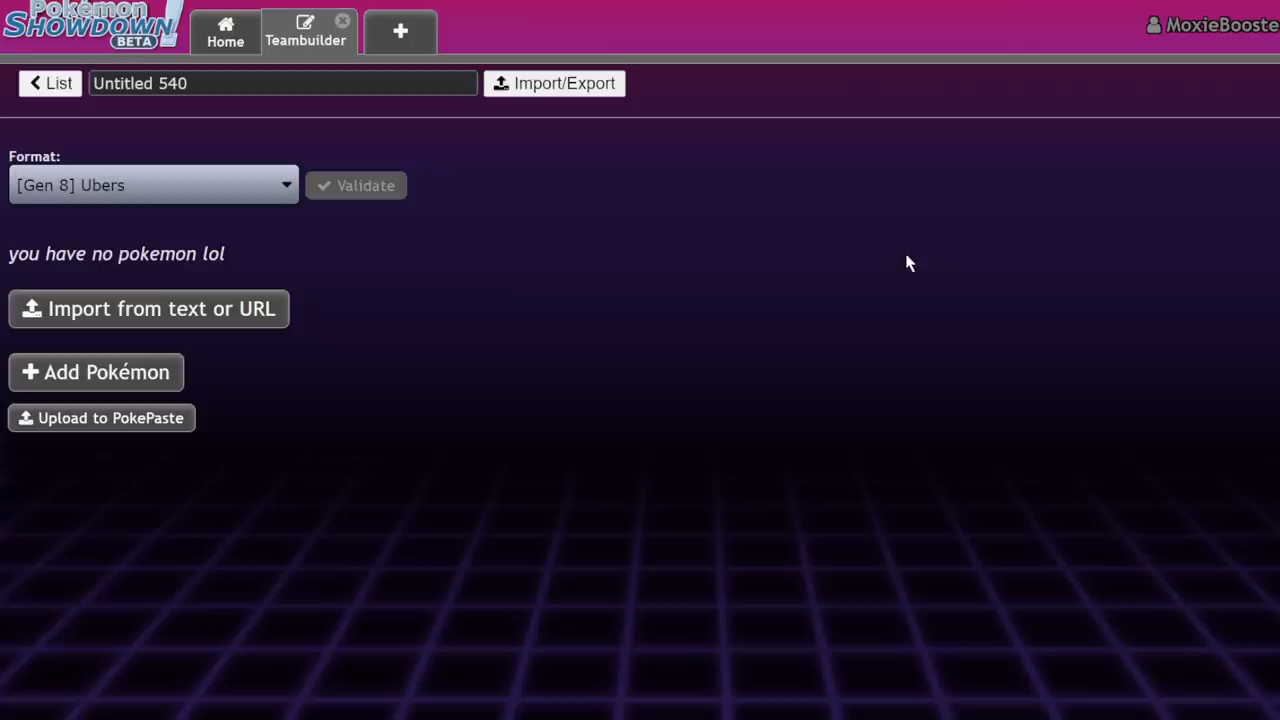 Pokémon
SHOWDOWN!
BETA
Home
Teambuilder
MoxieBooste
List
Untitled 540
Import/Export
Format:
[Gen 8] Ubers
Validate
you have no pokemon lol
Import from text or URL
Add Pokémon
Upload to PokePaste